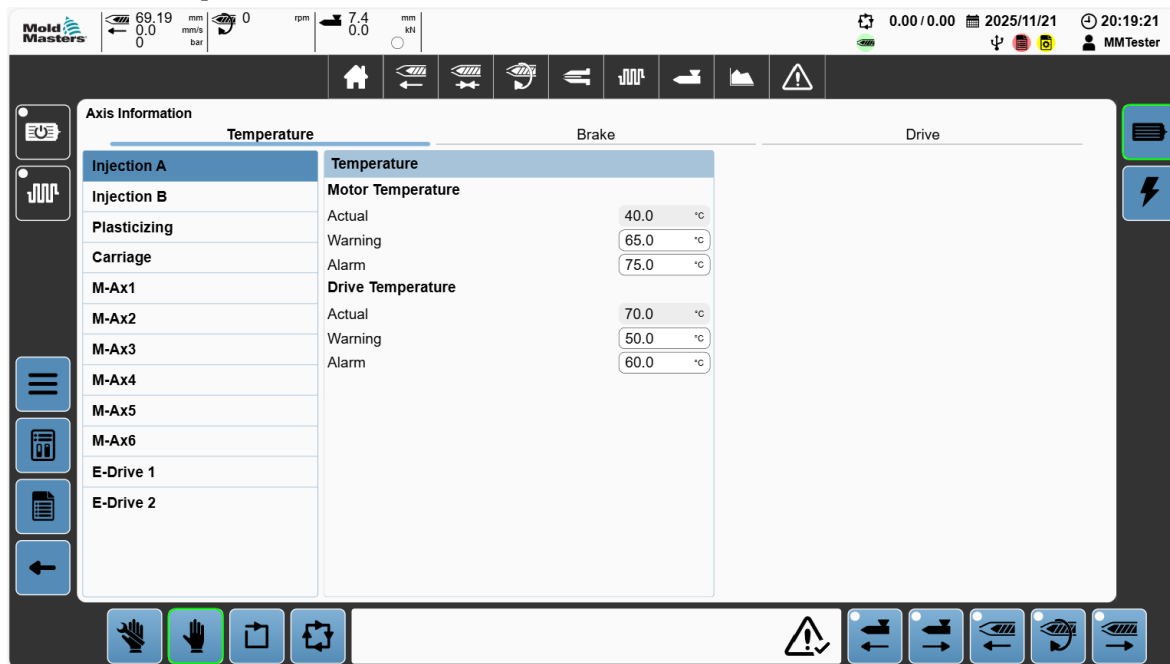 Mold Masters
69.19 mm 0 rpm 7.4 mm 0.00 / 0.00 2025/11/21 20:19:21
0.0 mm/s 0.0 kN
0 bar MMTester
Axis Information
Temperature Brake Drive
Injection A
Injection B
Plasticizing
Carriage
M-Ax1
M-Ax2
M-Ax3
M-Ax4
M-Ax5
M-Ax6
E-Drive 1
E-Drive 2
Temperature
Motor Temperature
Actual 40.0 °C
Warning 65.0 °C
Alarm 75.0 °C
Drive Temperature
Actual 70.0 °C
Warning 50.0 °C
Alarm 60.0 °C